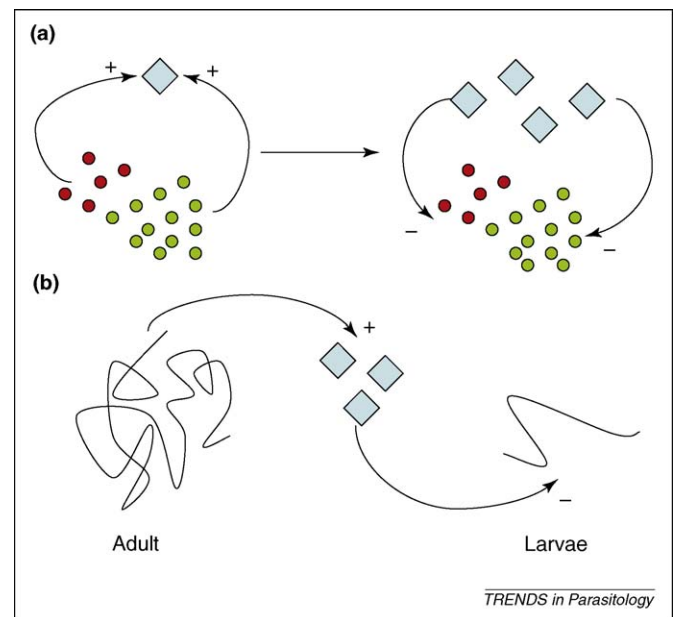 (a)
+
+
−
−
(b)
+
−
Adult
Larvae
TRENDS in Parasitology